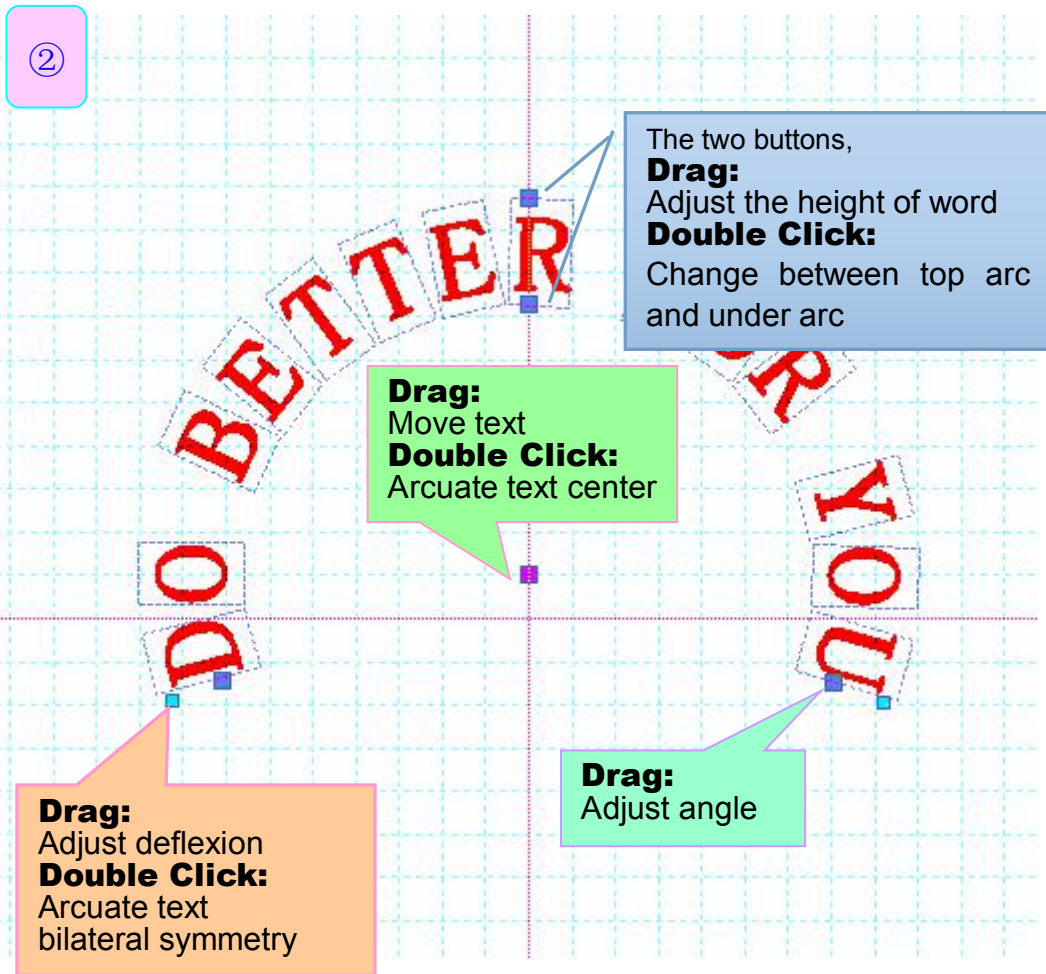 ②
The two buttons,
Drag:
Adjust the height of word
Double Click:
Change between top arc
and under arc
DO BETTER R YOU
Drag:
Move text
Double Click:
Arcuate text center
Drag:
Adjust angle
Drag:
Adjust deflexion
Double Click:
Arcuate text
bilateral symmetry